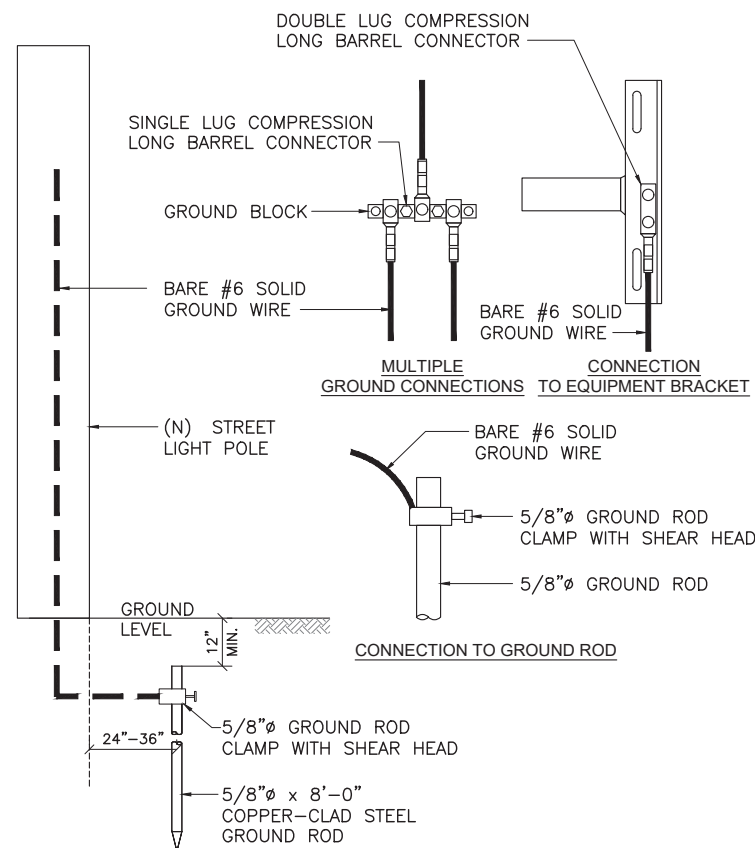 DOUBLE LUG COMPRESSION
LONG BARREL CONNECTOR
SINGLE LUG COMPRESSION
LONG BARREL CONNECTOR
GROUND BLOCK
BARE #6 SOLID
GROUND WIRE
BARE #6 SOLID
GROUND WIRE
MULTIPLE
GROUND CONNECTIONS
CONNECTION
TO EQUIPMENT BRACKET
(N) STREET
LIGHT POLE
BARE #6 SOLID
GROUND WIRE
5/8"ø GROUND ROD
CLAMP WITH SHEAR HEAD
5/8"ø GROUND ROD
GROUND
LEVEL
12"
MIN.
CONNECTION TO GROUND ROD
24"-36"
5/8"ø GROUND ROD
CLAMP WITH SHEAR HEAD
5/8"ø x 8'-0"
COPPER-CLAD STEEL
GROUND ROD